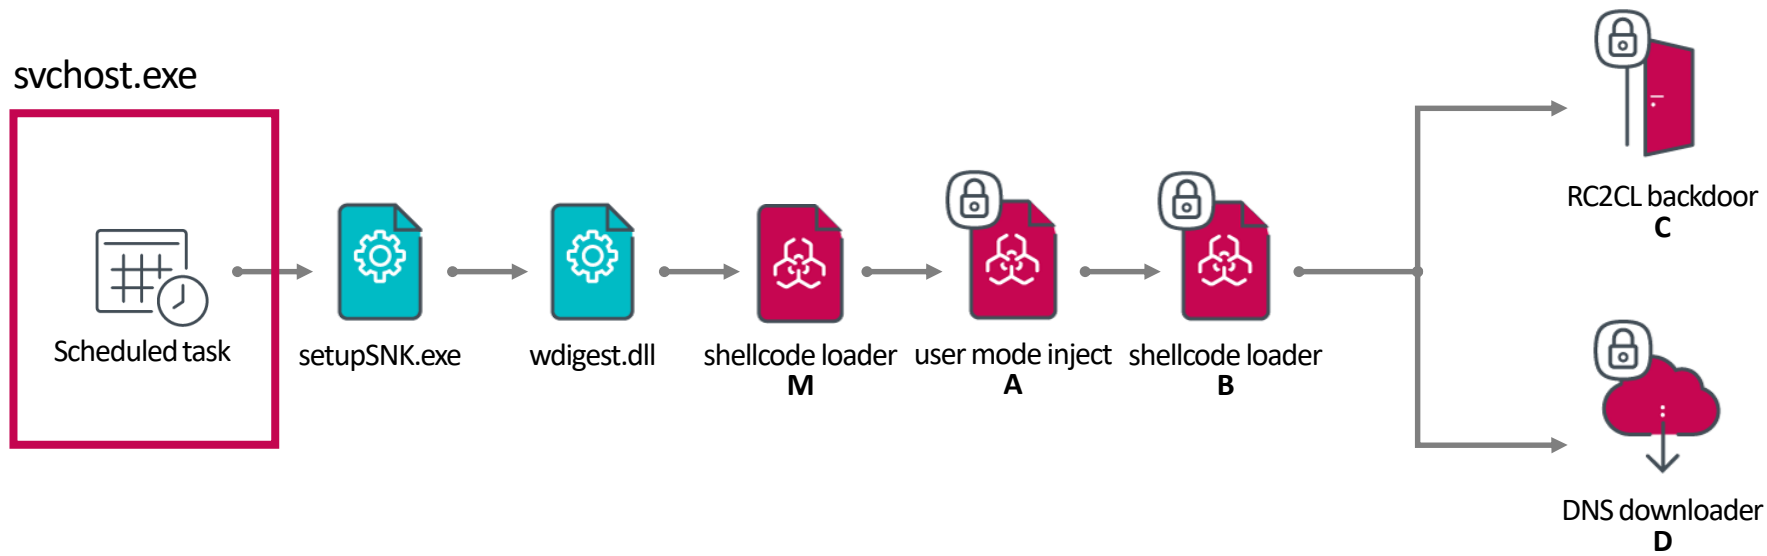 svchost.exe
Scheduled task
setupSNK.exe
wdigest.dll
shellcode loader
M
user mode inject
A
shellcode loader
B
RC2CL backdoor
C
DNS downloader
D